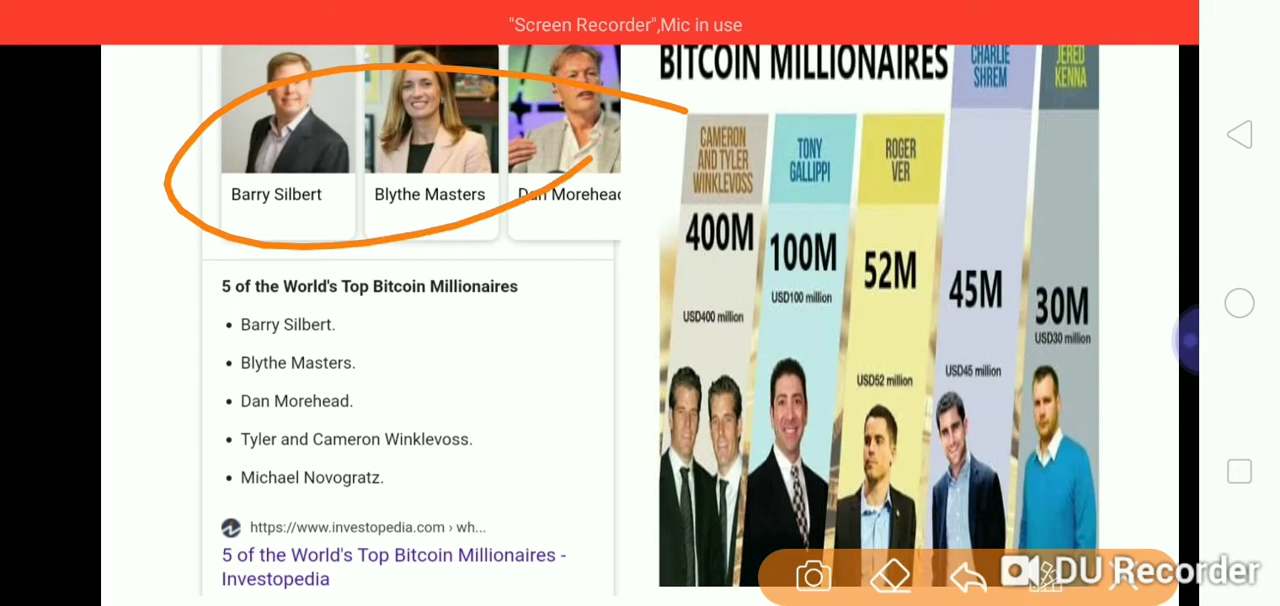 "Screen Recorder",Mic in use
Barry Silbert
Blythe Masters
Dan Morehead
5 of the World's Top Bitcoin Millionaires
• Barry Silbert.
• Blythe Masters.
• Dan Morehead.
• Tyler and Cameron Winklevoss.
• Michael Novogratz.
https://www.investopedia.com › wh...
5 of the World's Top Bitcoin Millionaires -
Investopedia
BITCOIN MILLIONAIRES
CAMERON
AND TYLER
WINKLEVOSS
400M
USD400 million
TONY
GALLIPPI
100M
USD100 million
ROGER
VER
52M
USD52 million
CHARLIE
SHREM
45M
USD45 million
JERED
KENNA
30M
USD30 million
DU Recorder